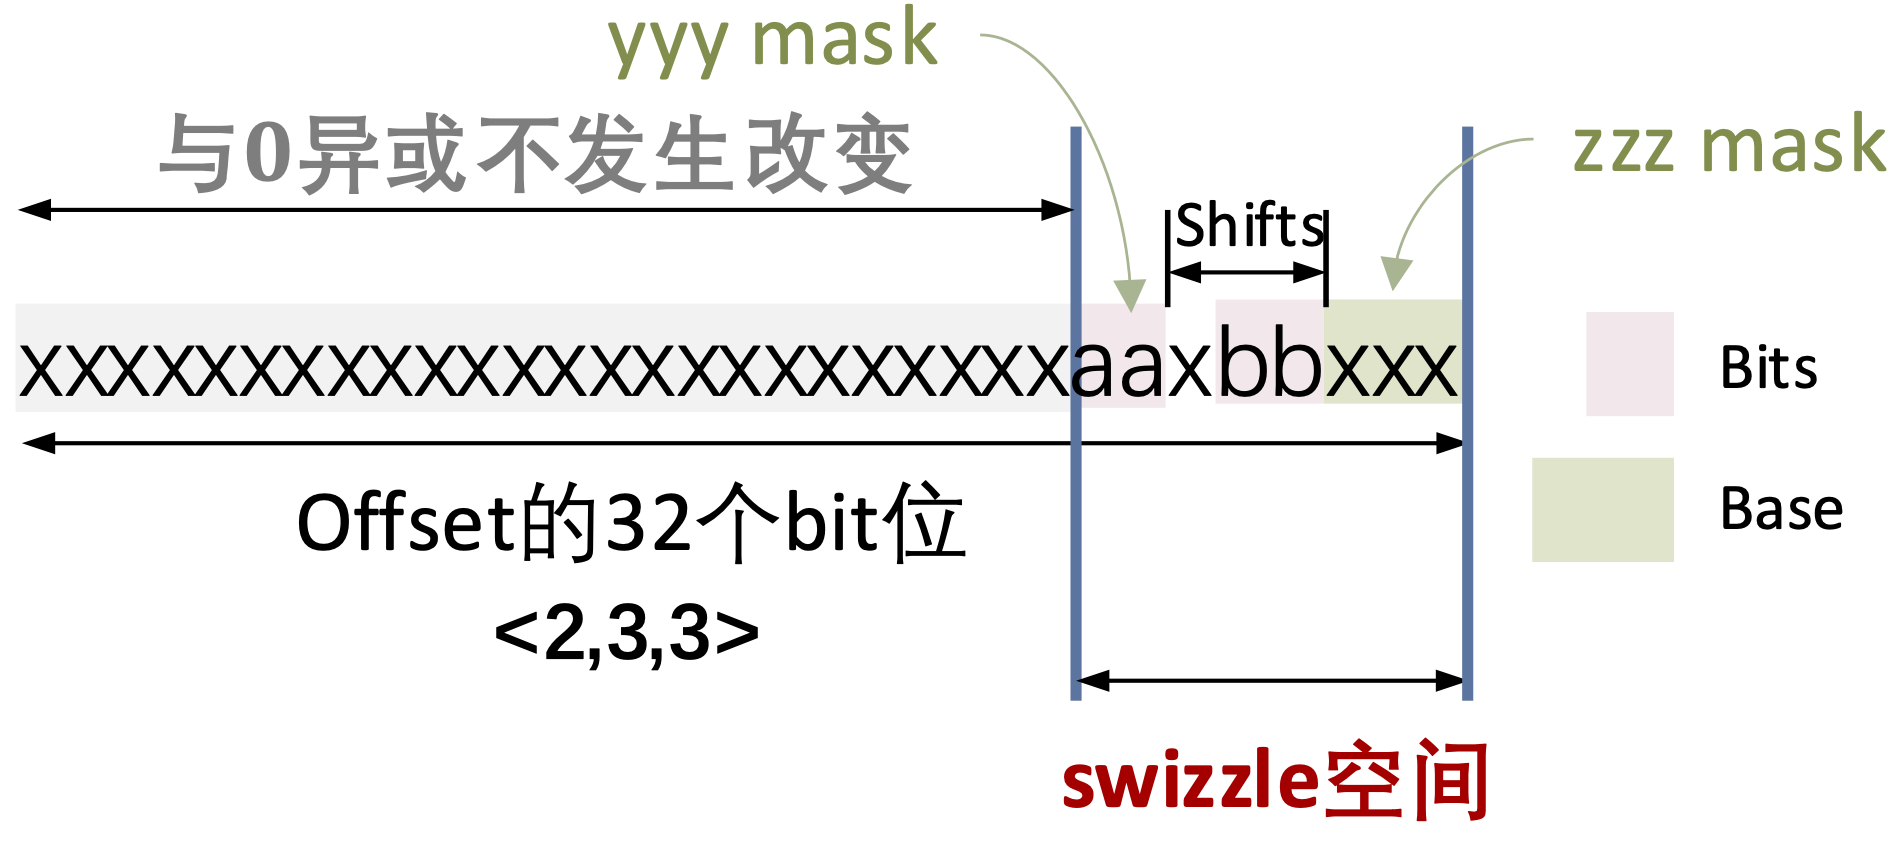 yyy mask
zzz mask
与0异或不发生改变
Shifts
xxxxxxxxxxxxxxxxxxxxxxxxaaxbbxxx
Bits
Offset的32个bit位
Base
<2,3,3>
swizzle空间